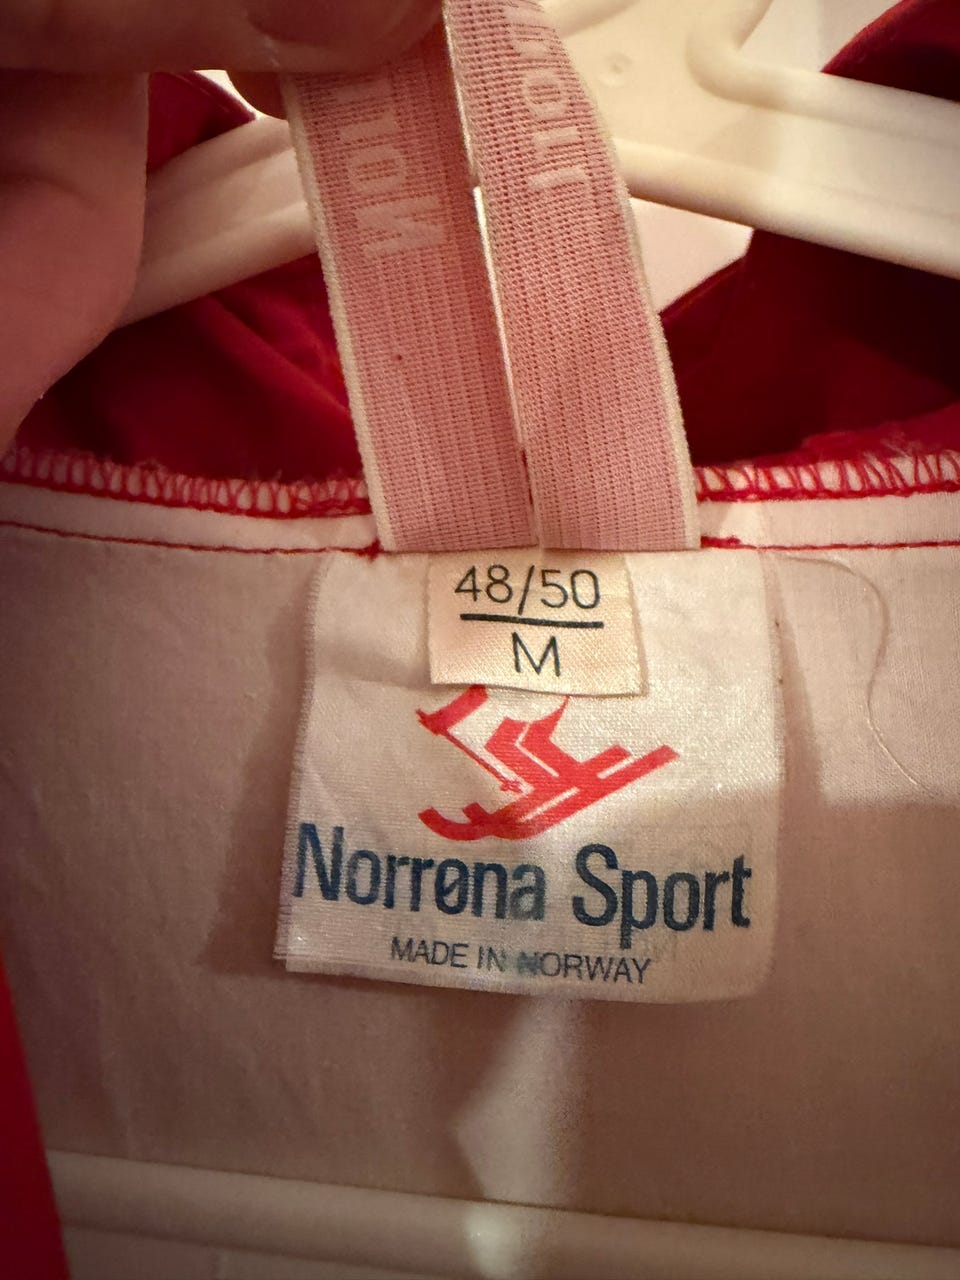 48/50
M
Norrøna Sport
MADE IN NORWAY